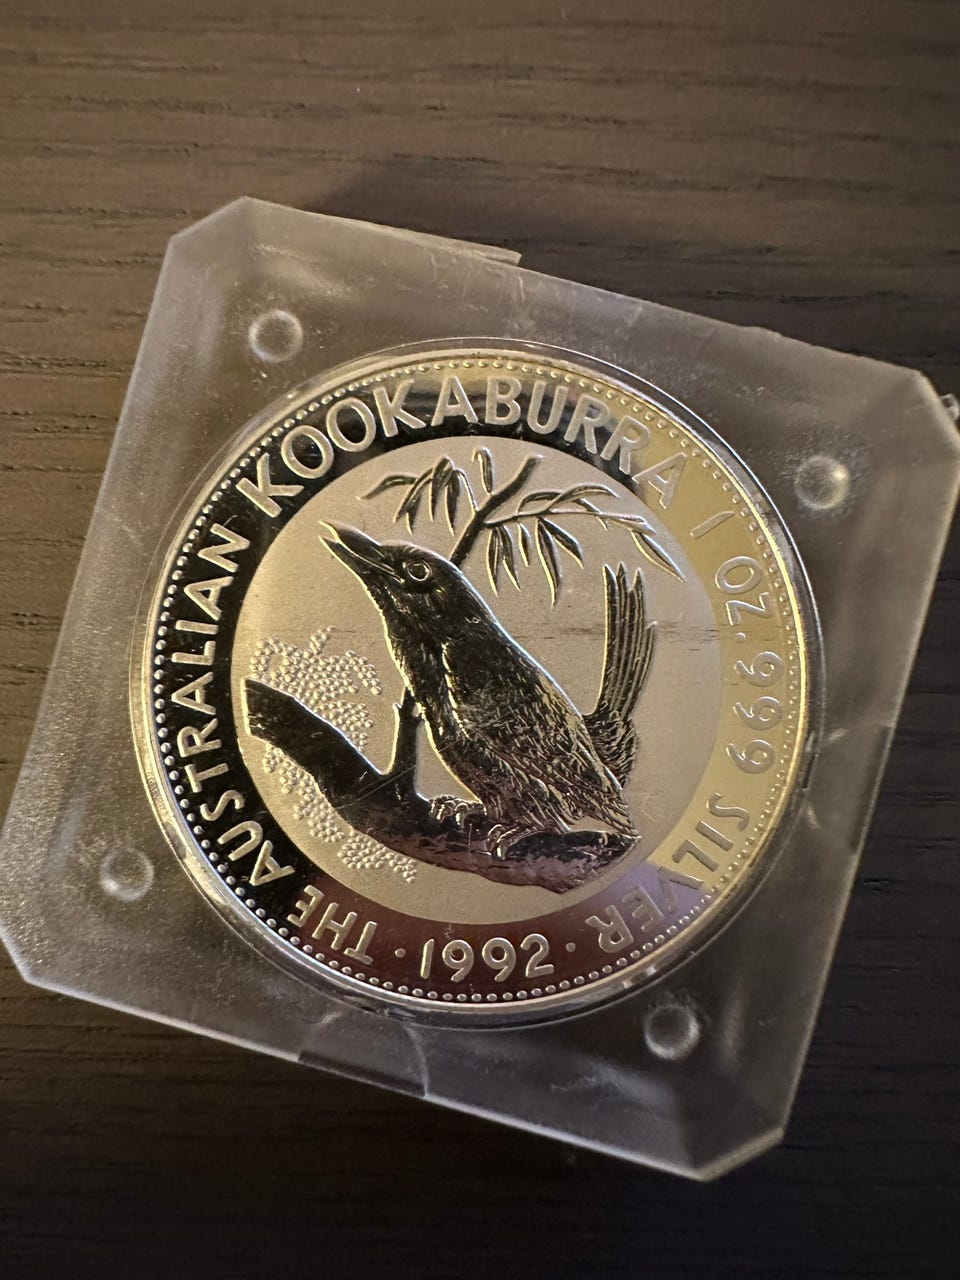 THE AUSTRALIAN KOOKABURRA 1 OZ. 999 SILVER
· 1992 ·